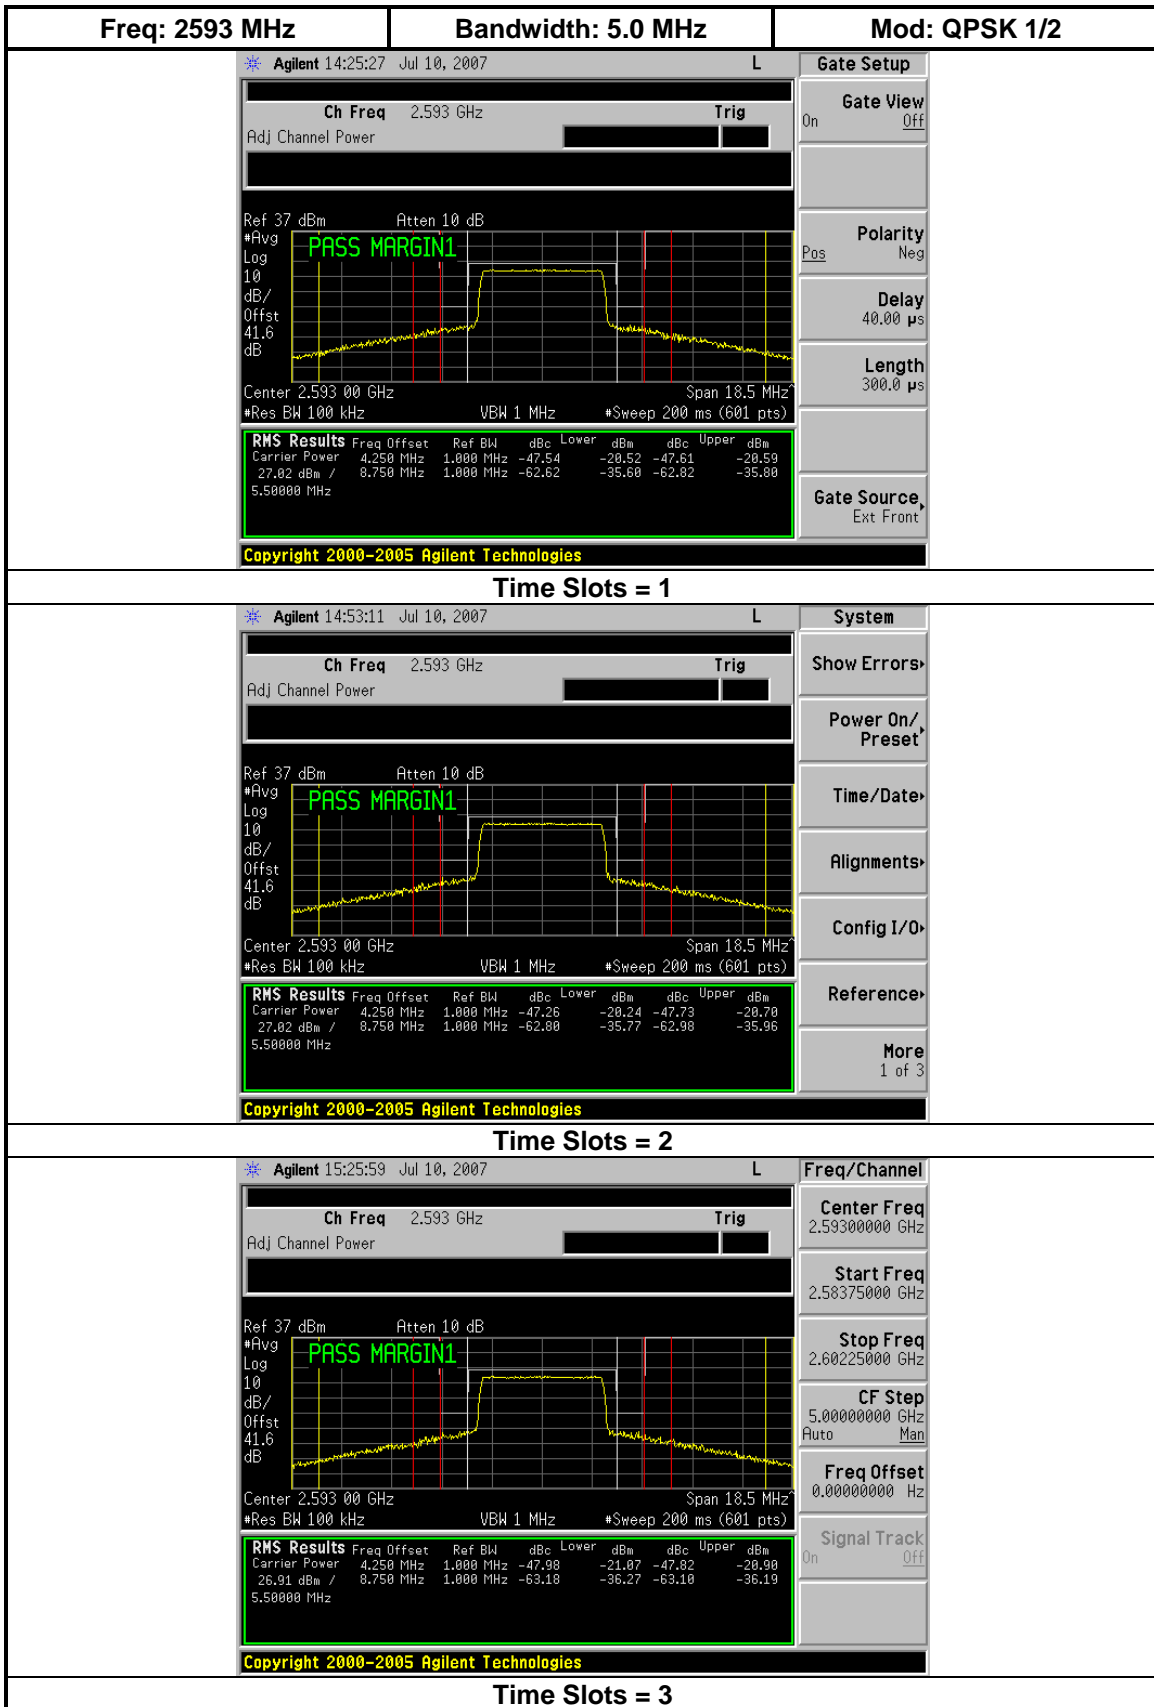 Freq: 2593 MHz Bandwidth: 5.0 MHz Mod: QPSK 1/2
Agilent 14:25:27 Jul 10, 2007 L
Ch Freq 2.593 GHz Trig
Adj Channel Power
Ref 37 dBm Atten 10 dB
#Avg
Log
10
dB/
Offst
41.6
dB
PASS MARGIN1
Center 2.593 00 GHz Span 18.5 MHz^
#Res BW 100 kHz VBW 1 MHz #Sweep 200 ms (601 pts)
RMS Results Freq Offset Ref BW dBc Lower dBm dBc Upper dBm
Carrier Power 4.250 MHz 1.000 MHz -47.54 -20.52 -47.61 -20.59
27.02 dBm / 8.750 MHz 1.000 MHz -62.62 -35.60 -62.82 -35.80
5.50000 MHz
Copyright 2000-2005 Agilent Technologies
Gate Setup
Gate View
On Off
Polarity
Pos Neg
Delay
40.00 µs
Length
300.0 µs
Gate Source
Ext Front
Time Slots = 1
Agilent 14:53:11 Jul 10, 2007 L
Ch Freq 2.593 GHz Trig
Adj Channel Power
Ref 37 dBm Atten 10 dB
#Avg
Log
10
dB/
Offst
41.6
dB
PASS MARGIN1
Center 2.593 00 GHz Span 18.5 MHz^
#Res BW 100 kHz VBW 1 MHz #Sweep 200 ms (601 pts)
RMS Results Freq Offset Ref BW dBc Lower dBm dBc Upper dBm
Carrier Power 4.250 MHz 1.000 MHz -47.26 -20.24 -47.73 -20.70
27.02 dBm / 8.750 MHz 1.000 MHz -62.80 -35.77 -62.98 -35.96
5.50000 MHz
Copyright 2000-2005 Agilent Technologies
System
Show Errors
Power On/
Preset
Time/Date
Alignments
Config I/O
Reference
More
1 of 3
Time Slots = 2
Agilent 15:25:59 Jul 10, 2007 L
Ch Freq 2.593 GHz Trig
Adj Channel Power
Ref 37 dBm Atten 10 dB
#Avg
Log
10
dB/
Offst
41.6
dB
PASS MARGIN1
Center 2.593 00 GHz Span 18.5 MHz^
#Res BW 100 kHz VBW 1 MHz #Sweep 200 ms (601 pts)
RMS Results Freq Offset Ref BW dBc Lower dBm dBc Upper dBm
Carrier Power 4.250 MHz 1.000 MHz -47.98 -21.07 -47.82 -20.90
26.91 dBm / 8.750 MHz 1.000 MHz -63.18 -36.27 -63.10 -36.19
5.50000 MHz
Copyright 2000-2005 Agilent Technologies
Freq/Channel
Center Freq
2.59300000 GHz
Start Freq
2.58375000 GHz
Stop Freq
2.60225000 GHz
CF Step
5.00000000 GHz
Auto Man
Freq Offset
0.00000000 Hz
Signal Track
On Off
Time Slots = 3